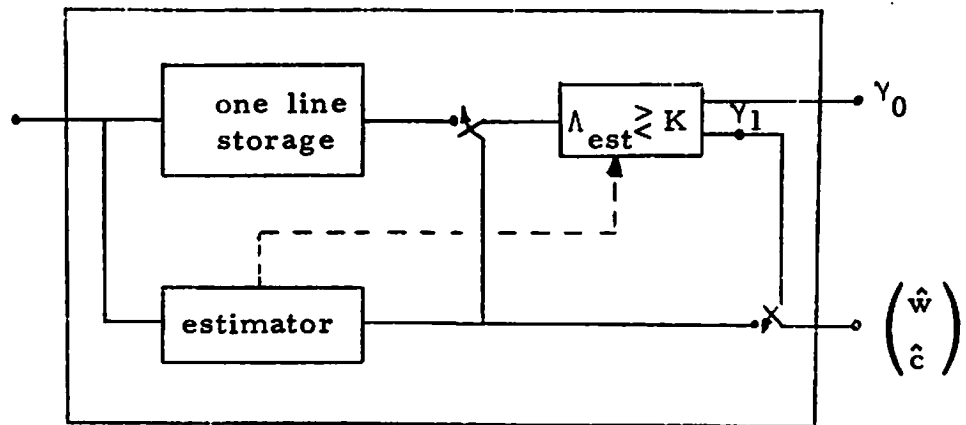 one line
storage
Λest ≷ K
γ1
γ0
estimator
ŵ
ĉ